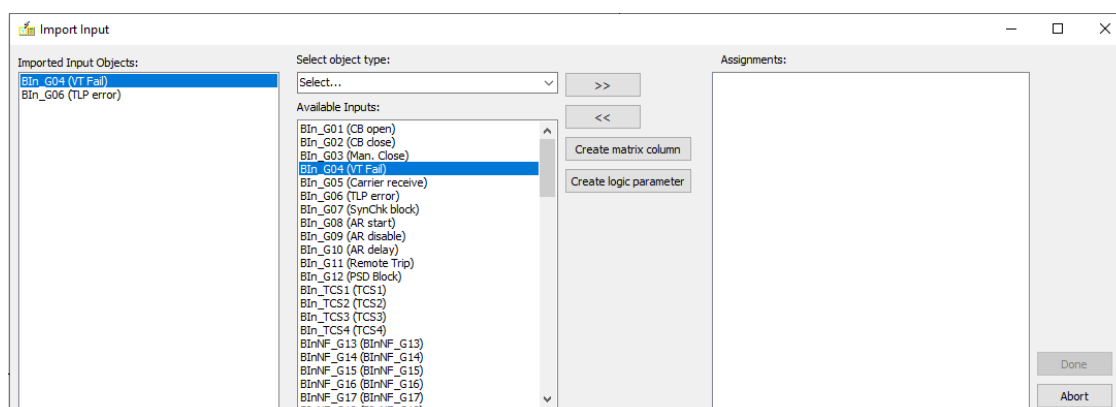 Import Input
Imported Input Objects:
BIn_G04 (VT Fail)
BIn_G06 (TLP error)
Select object type:
Select...
Available Inputs:
BIn_G01 (CB open)
BIn_G02 (CB close)
BIn_G03 (Man. Close)
BIn_G04 (VT Fail)
BIn_G05 (Carrier receive)
BIn_G06 (TLP error)
BIn_G07 (SynChk block)
BIn_G08 (AR start)
BIn_G09 (AR disable)
BIn_G10 (AR delay)
BIn_G11 (Remote Trip)
BIn_G12 (PSD Block)
BIn_TCS1 (TCS1)
BIn_TCS2 (TCS2)
BIn_TCS3 (TCS3)
BIn_TCS4 (TCS4)
BInNF_G13 (BInNF_G13)
BInNF_G14 (BInNF_G14)
BInNF_G15 (BInNF_G15)
BInNF_G16 (BInNF_G16)
BInNF_G17 (BInNF_G17)
>>
<<
Create matrix column
Create logic parameter
Assignments:
Done
Abort